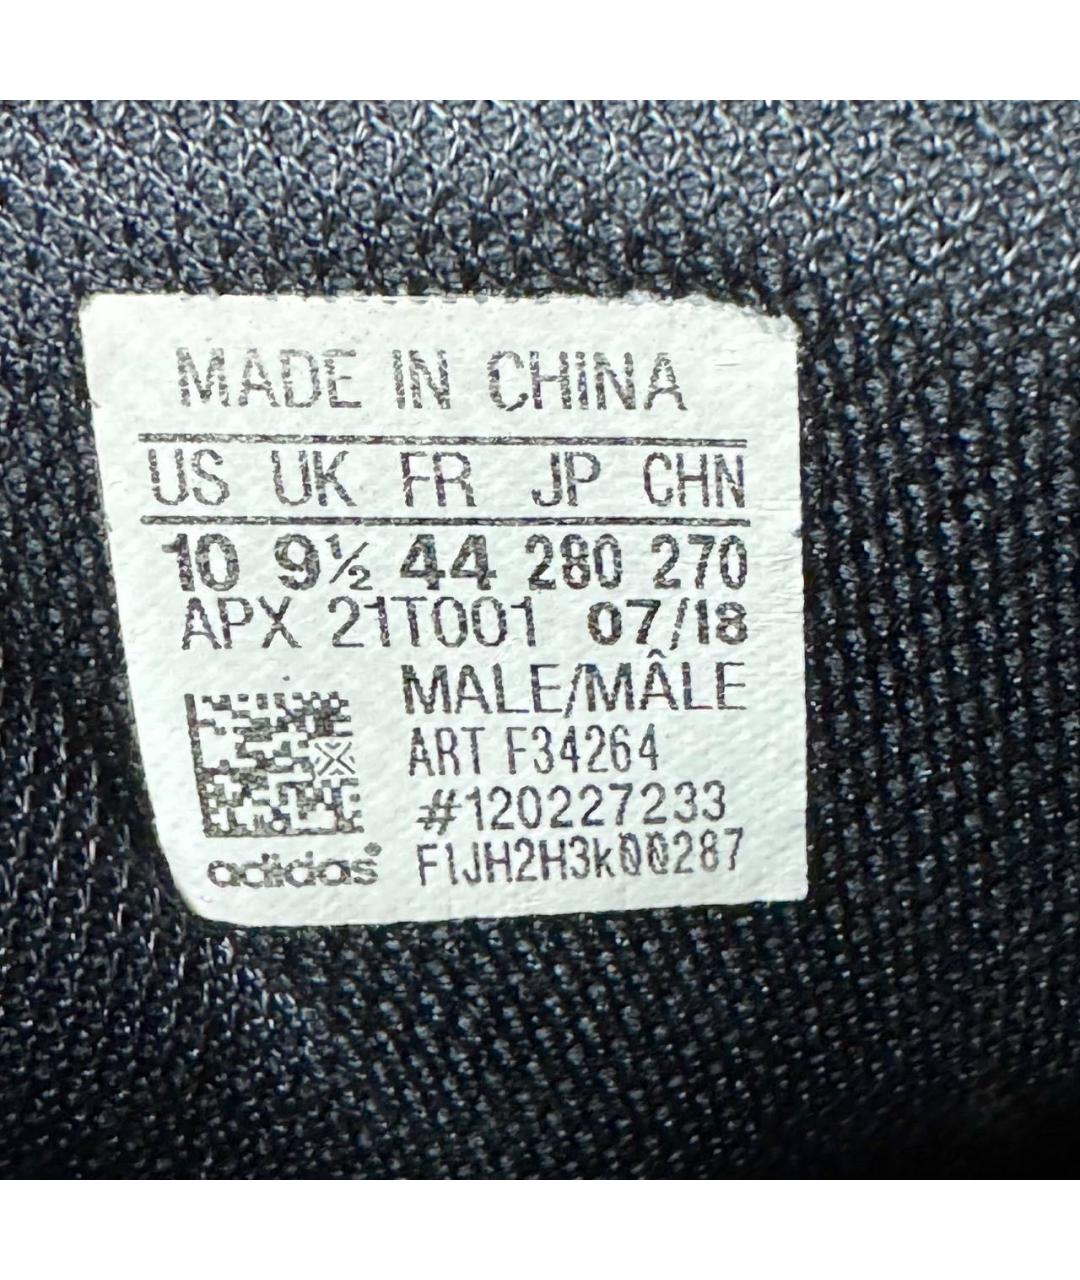 MADE IN CHINA
US UK FR JP CHN
10 9½ 44 280 270
APX 21T001 07/18
MALE/MÂLE
ART F34264
#120227233
adidas® F1JH2H3k00287